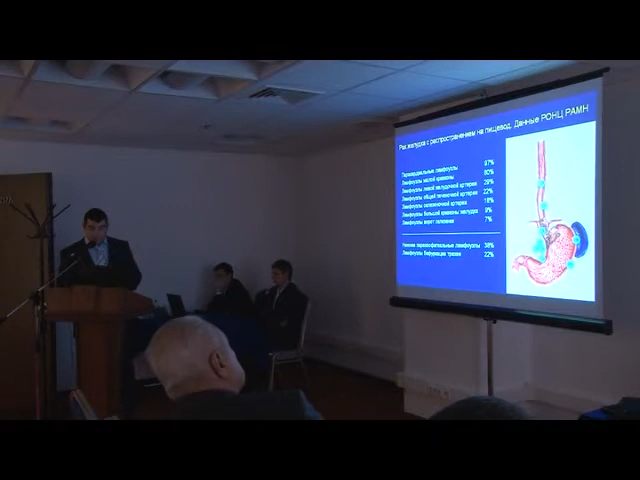 Рак желудка с распространением на пищевод. Данные РОНЦ РАМН
Паракардиальные лимфоузлы 67%
Лимфоузлы малой кривизны 60%
Лимфоузлы левой желудочной артерии 29%
Лимфоузлы общей печеночной артерии 22%
Лимфоузлы селезеночной артерии 18%
Лимфоузлы большой кривизны желудка 9%
Лимфоузлы ворот селезенки 7%
Нижние параэзофагеальные лимфоузлы 38%
Лимфоузлы бифуркации трахеи 22%